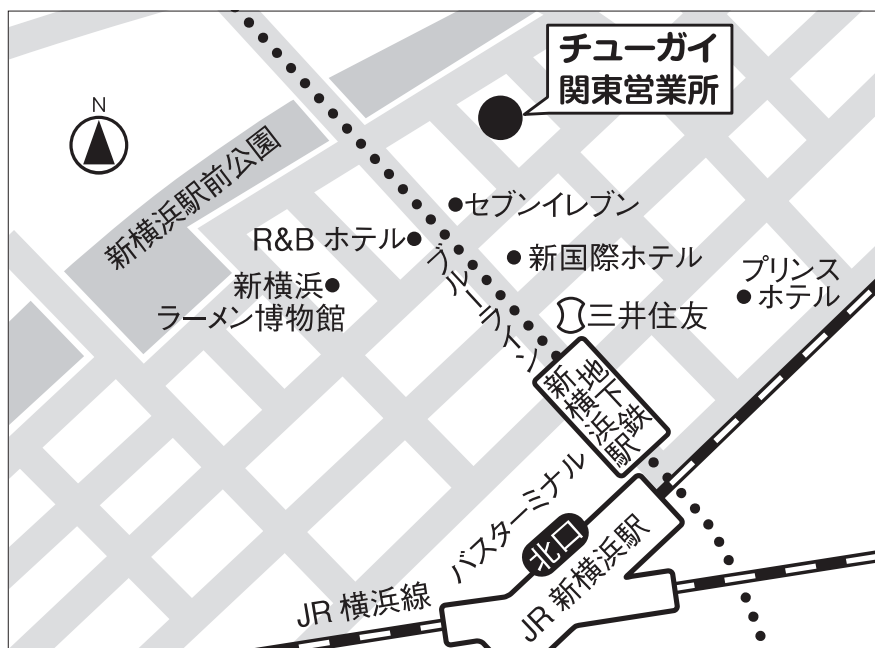 チューガイ
関東営業所
N
新横浜駅前公園
セブンイレブン
R&B ホテル
ブルーライン
新国際ホテル
新横浜
ラーメン博物館
プリンス
ホテル
三井住友
地下鉄
新横浜駅
バスターミナル
北口
JR 新横浜駅
JR 横浜線